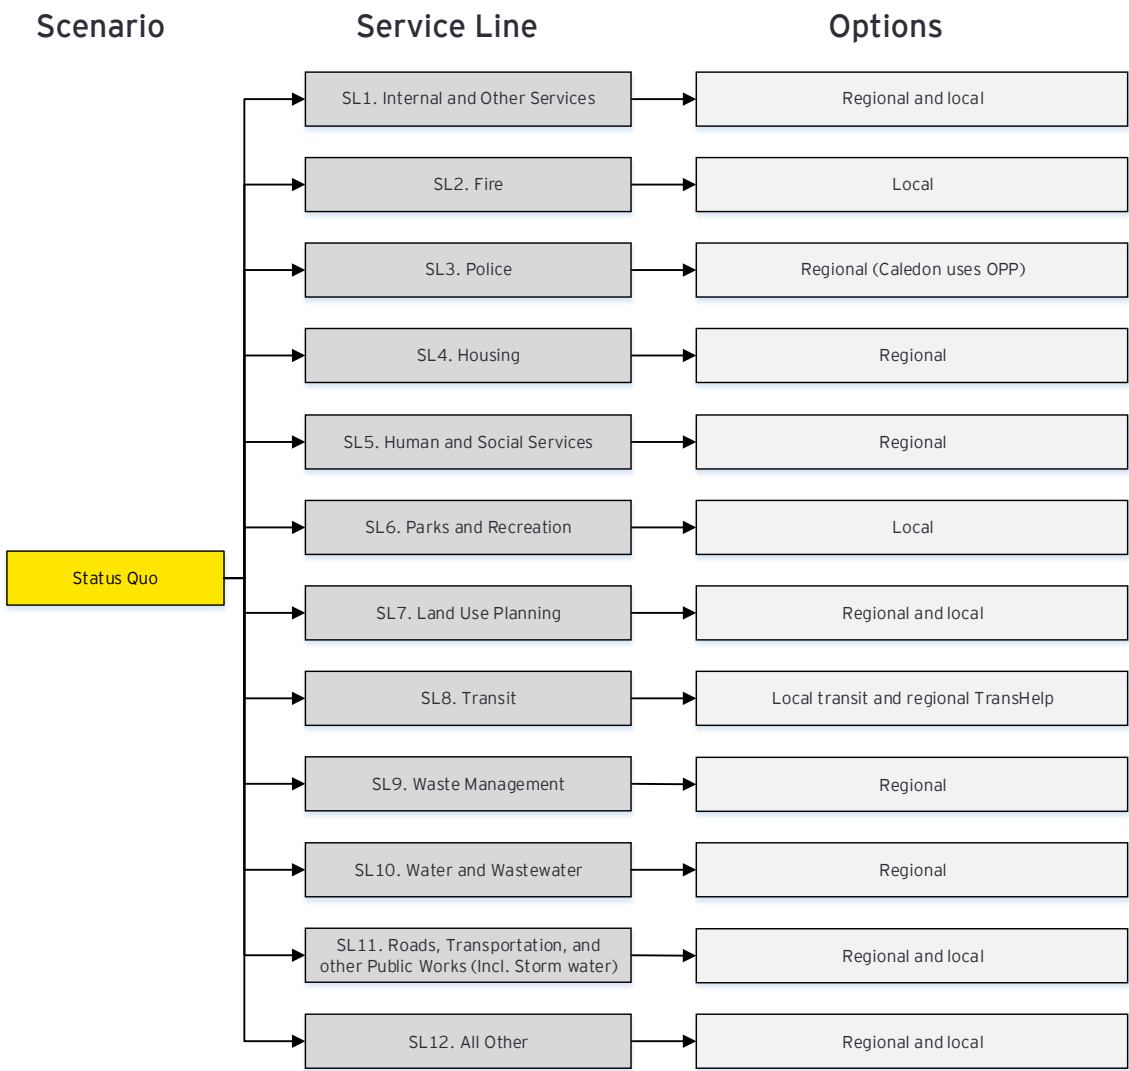 Scenario
Service Line
Options
SL1. Internal and Other Services
Regional and local
SL2. Fire
Local
SL3. Police
Regional (Caledon uses OPP)
SL4. Housing
Regional
SL5. Human and Social Services
Regional
SL6. Parks and Recreation
Local
Status Quo
SL7. Land Use Planning
Regional and local
SL8. Transit
Local transit and regional TransHelp
SL9. Waste Management
Regional
SL10. Water and Wastewater
Regional
SL11. Roads, Transportation, and
other Public Works (Incl. Storm water)
Regional and local
SL12. All Other
Regional and local